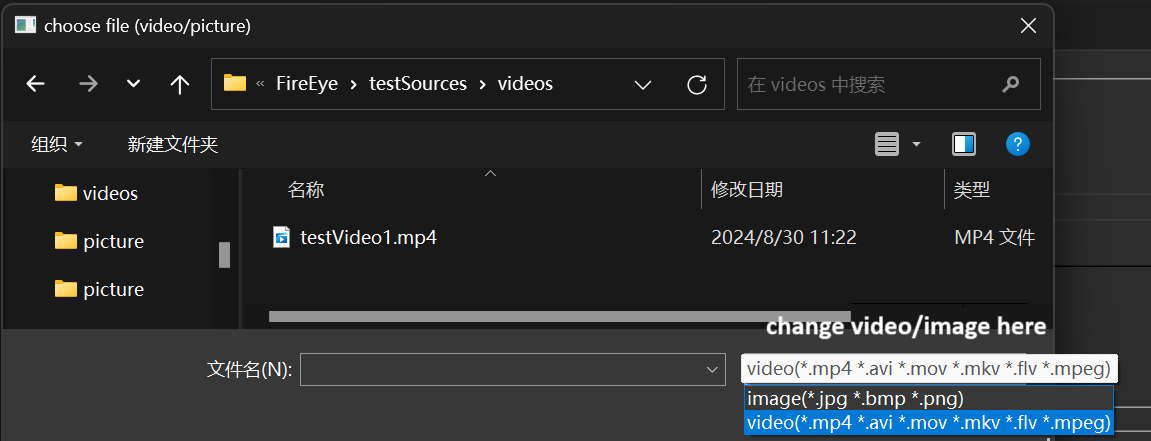 choose file (video/picture)
« FireEye › testSources › videos
在 videos 中搜索
组织 新建文件夹
?
videos
picture
picture
名称 修改日期 类型
testVideo1.mp4 2024/8/30 11:22 MP4 文件
change video/image here
文件名(N):
video(*.mp4 *.avi *.mov *.mkv *.flv *.mpeg)
image(*.jpg *.bmp *.png)
video(*.mp4 *.avi *.mov *.mkv *.flv *.mpeg)